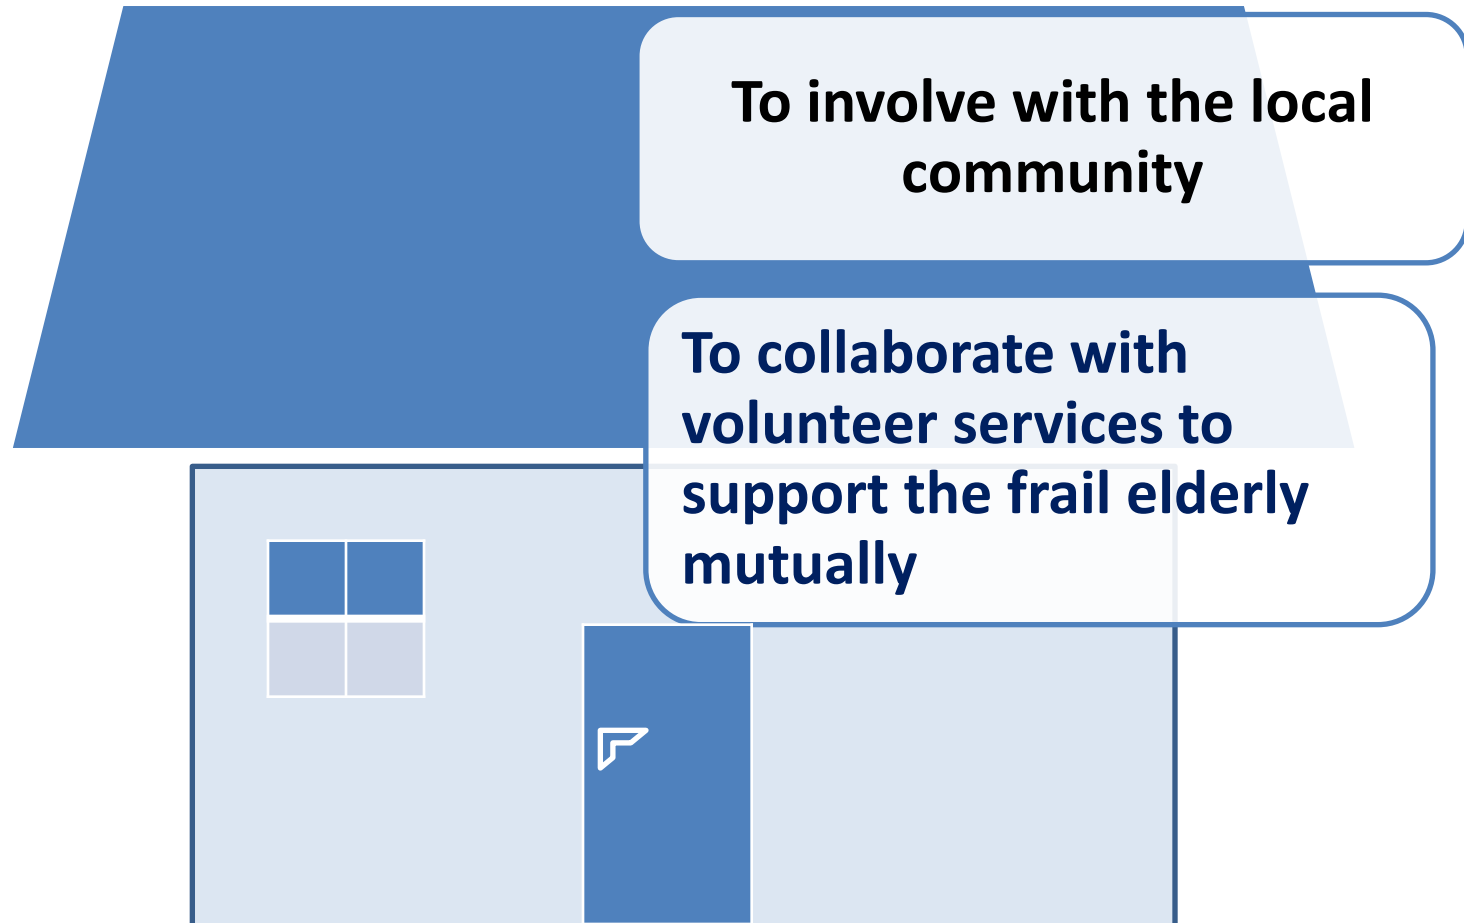 To involve with the local
community
To collaborate with
volunteer services to
support the frail elderly
mutually